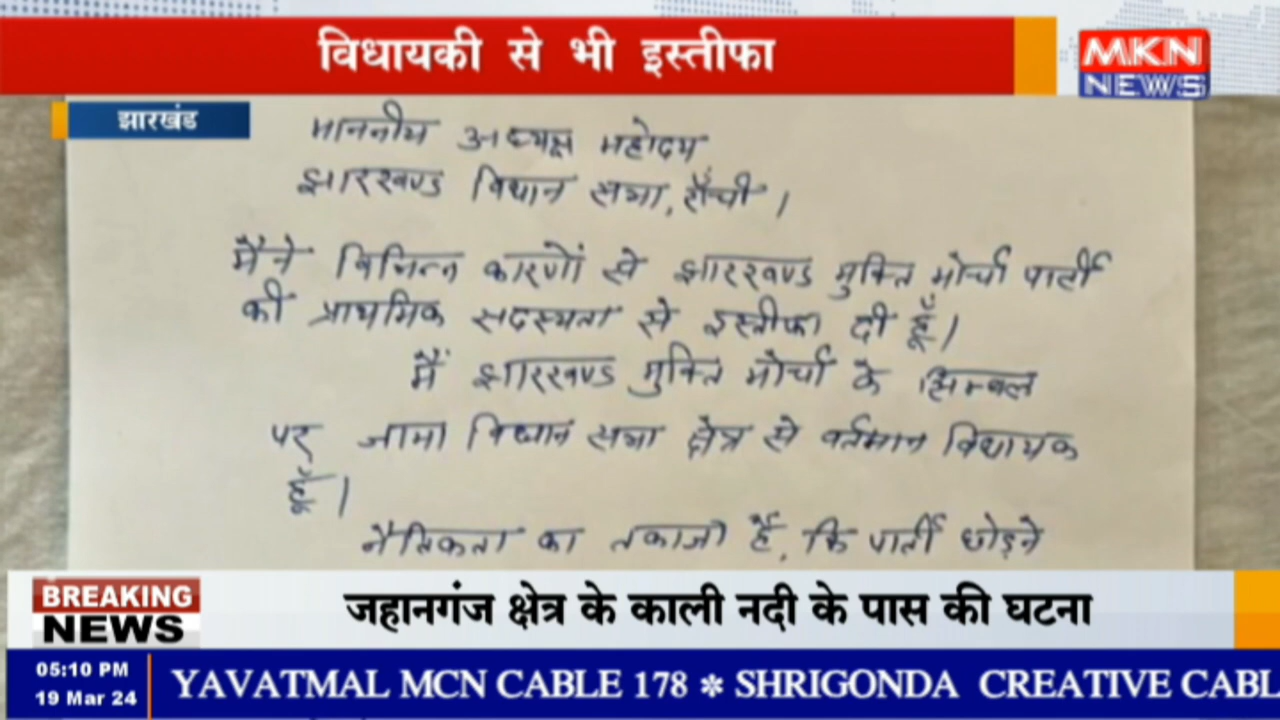 विधायकी से भी इस्तीफा
MKN
NEWS
झारखंड
माननीय अध्यक्ष महोदय
झारखण्ड विधान सभा, राँची।
मैंने विभिन्न कारणों से झारखण्ड मुक्ति मोर्चा पार्टी
की प्राथमिक सदस्यता से इस्तीफा दी हूँ।
मैं झारखण्ड मुक्ति मोर्चा के सिम्बल
पर जामा विधान सभा क्षेत्र से वर्तमान विधायक
हूँ।
नैतिकता का तकाजा है, कि पार्टी छोड़ने
BREAKING
NEWS
जहानगंज क्षेत्र के काली नदी के पास की घटना
05:10 PM
19 Mar 24
YAVATMAL MCN CABLE 178 * SHRIGONDA CREATIVE CABL